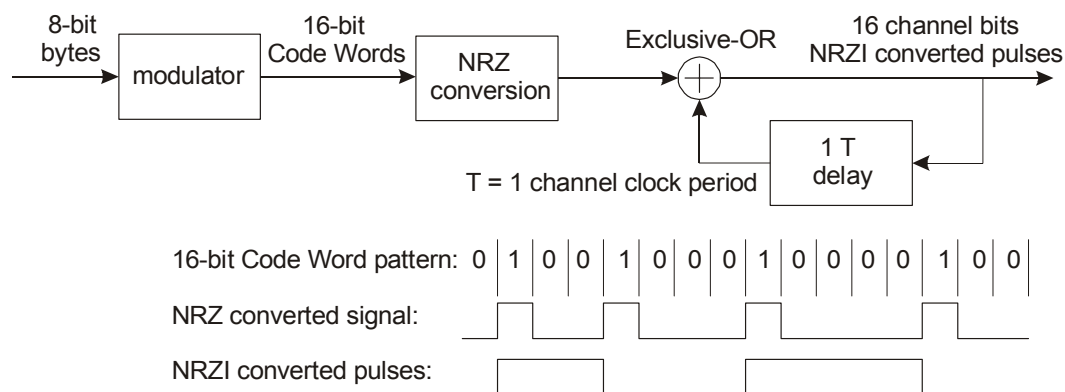 8-bit
bytes
modulator
16-bit
Code Words
NRZ
conversion
Exclusive-OR
16 channel bits
NRZI converted pulses
1 T
delay
T = 1 channel clock period
16-bit Code Word pattern: 0 1 0 0 1 0 0 0 1 0 0 0 0 1 0 0
NRZ converted signal:
NRZI converted pulses: